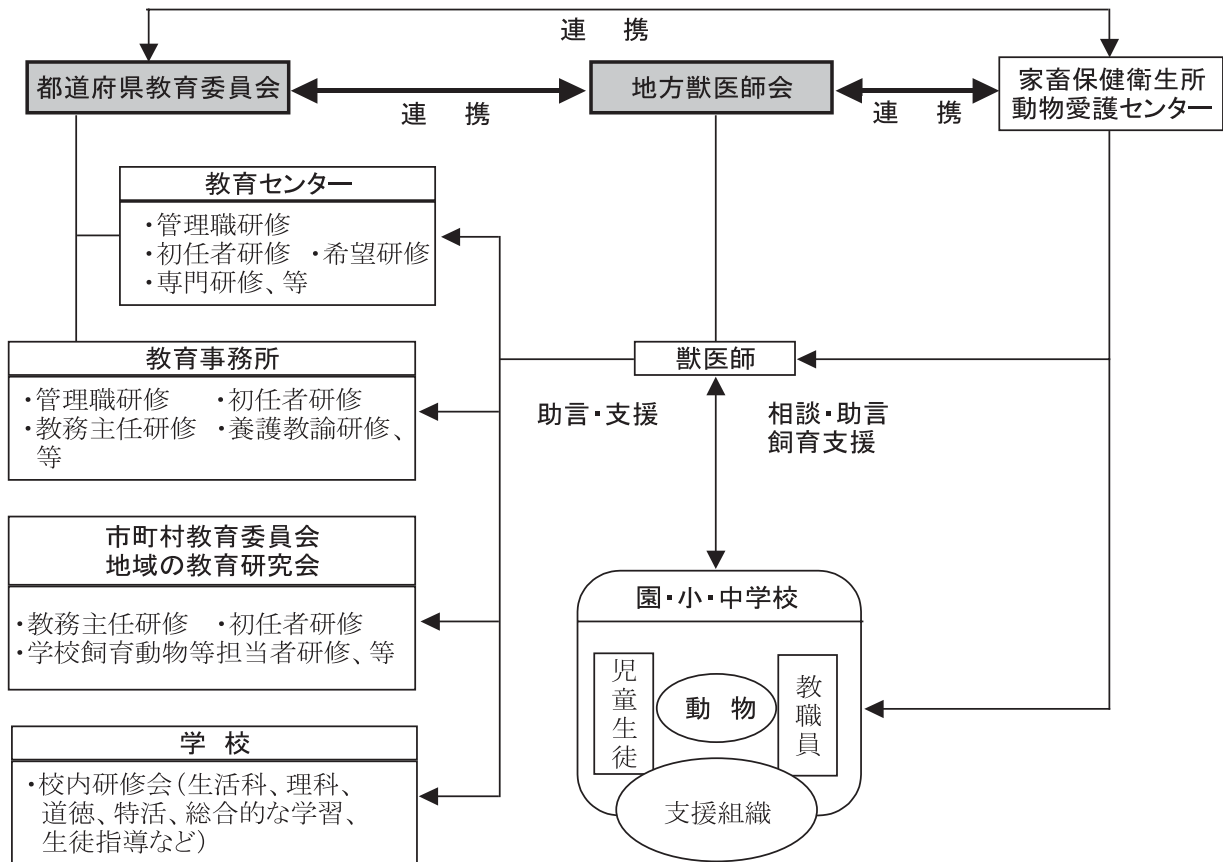 連　携
都道府県教育委員会
地方獣医師会
家畜保健衛生所
動物愛護センター
連　携
連　携
教育センター
・管理職研修
・初任者研修　・希望研修
・専門研修、等
教育事務所
・管理職研修　・初任者研修
・教務主任研修　・養護教諭研修、
等
獣医師
助言・支援
相談・助言
飼育支援
市町村教育委員会
地域の教育研究会
・教務主任研修　・初任者研修
・学校飼育動物等担当者研修、等
園・小・中学校
児童生徒
動　物
教職員
支援組織
学　校
・校内研修会（生活科、理科、
道徳、特活、総合的な学習、
生徒指導など）